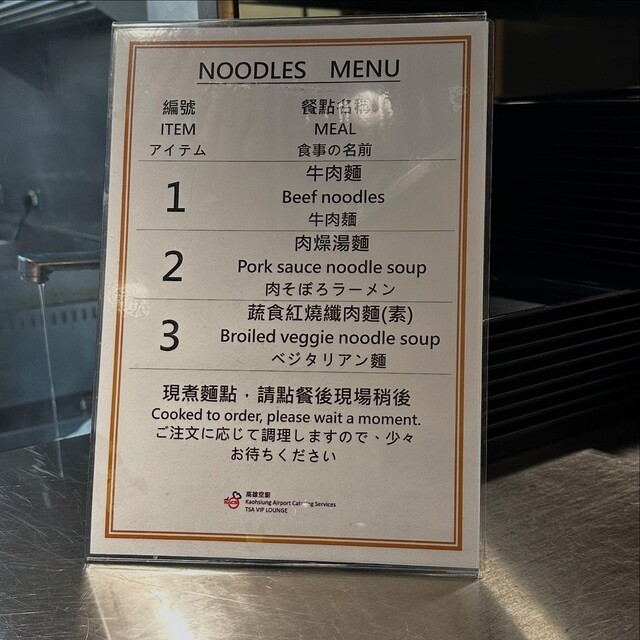 NOODLES MENU
編號 餐點名稱
ITEM MEAL
アイテム 食事の名前
牛肉麵
1 Beef noodles
牛肉麺
肉燥湯麵
2 Pork sauce noodle soup
肉そぼろラーメン
蔬食紅燒纖肉麵(素)
3 Broiled veggie noodle soup
ベジタリアン麵
現煮麵點，請點餐後現場稍後
Cooked to order, please wait a moment.
ご注文に応じて調理しますので、少々
お待ちください
高雄空廚
Kaohsiung Airport Catering Services
TSA VIP LOUNGE